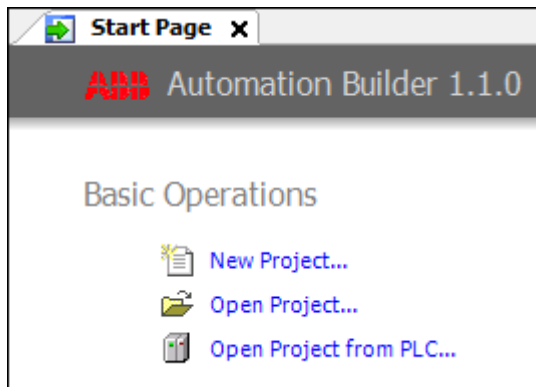 Start Page
ABB Automation Builder 1.1.0
Basic Operations
New Project...
Open Project...
Open Project from PLC...